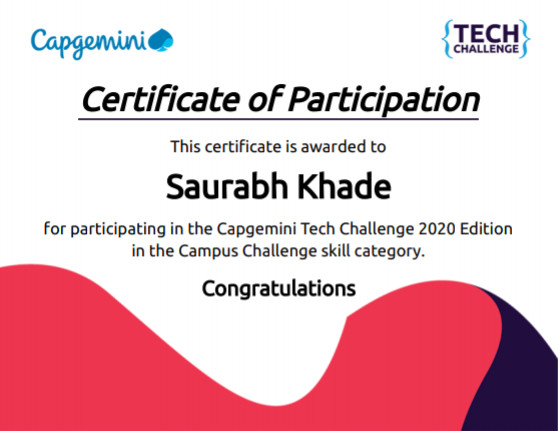 Capgemini
{TECH
CHALLENGE}
Certificate of Participation
This certificate is awarded to
Saurabh Khade
for participating in the Capgemini Tech Challenge 2020 Edition
in the Campus Challenge skill category.
Congratulations